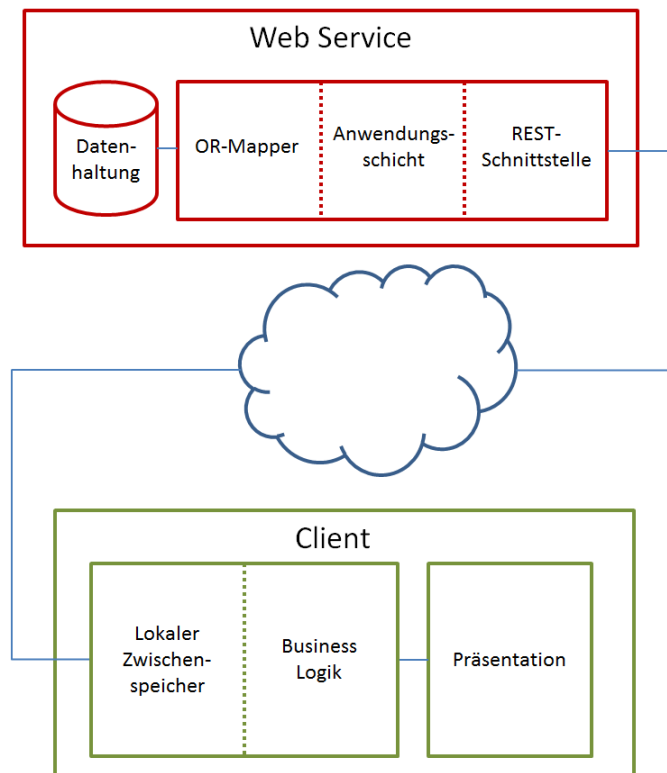 Web Service
Daten-
haltung
OR-Mapper
Anwendungs-
schicht
REST-
Schnittstelle
Client
Lokaler
Zwischen-
speicher
Business
Logik
Präsentation